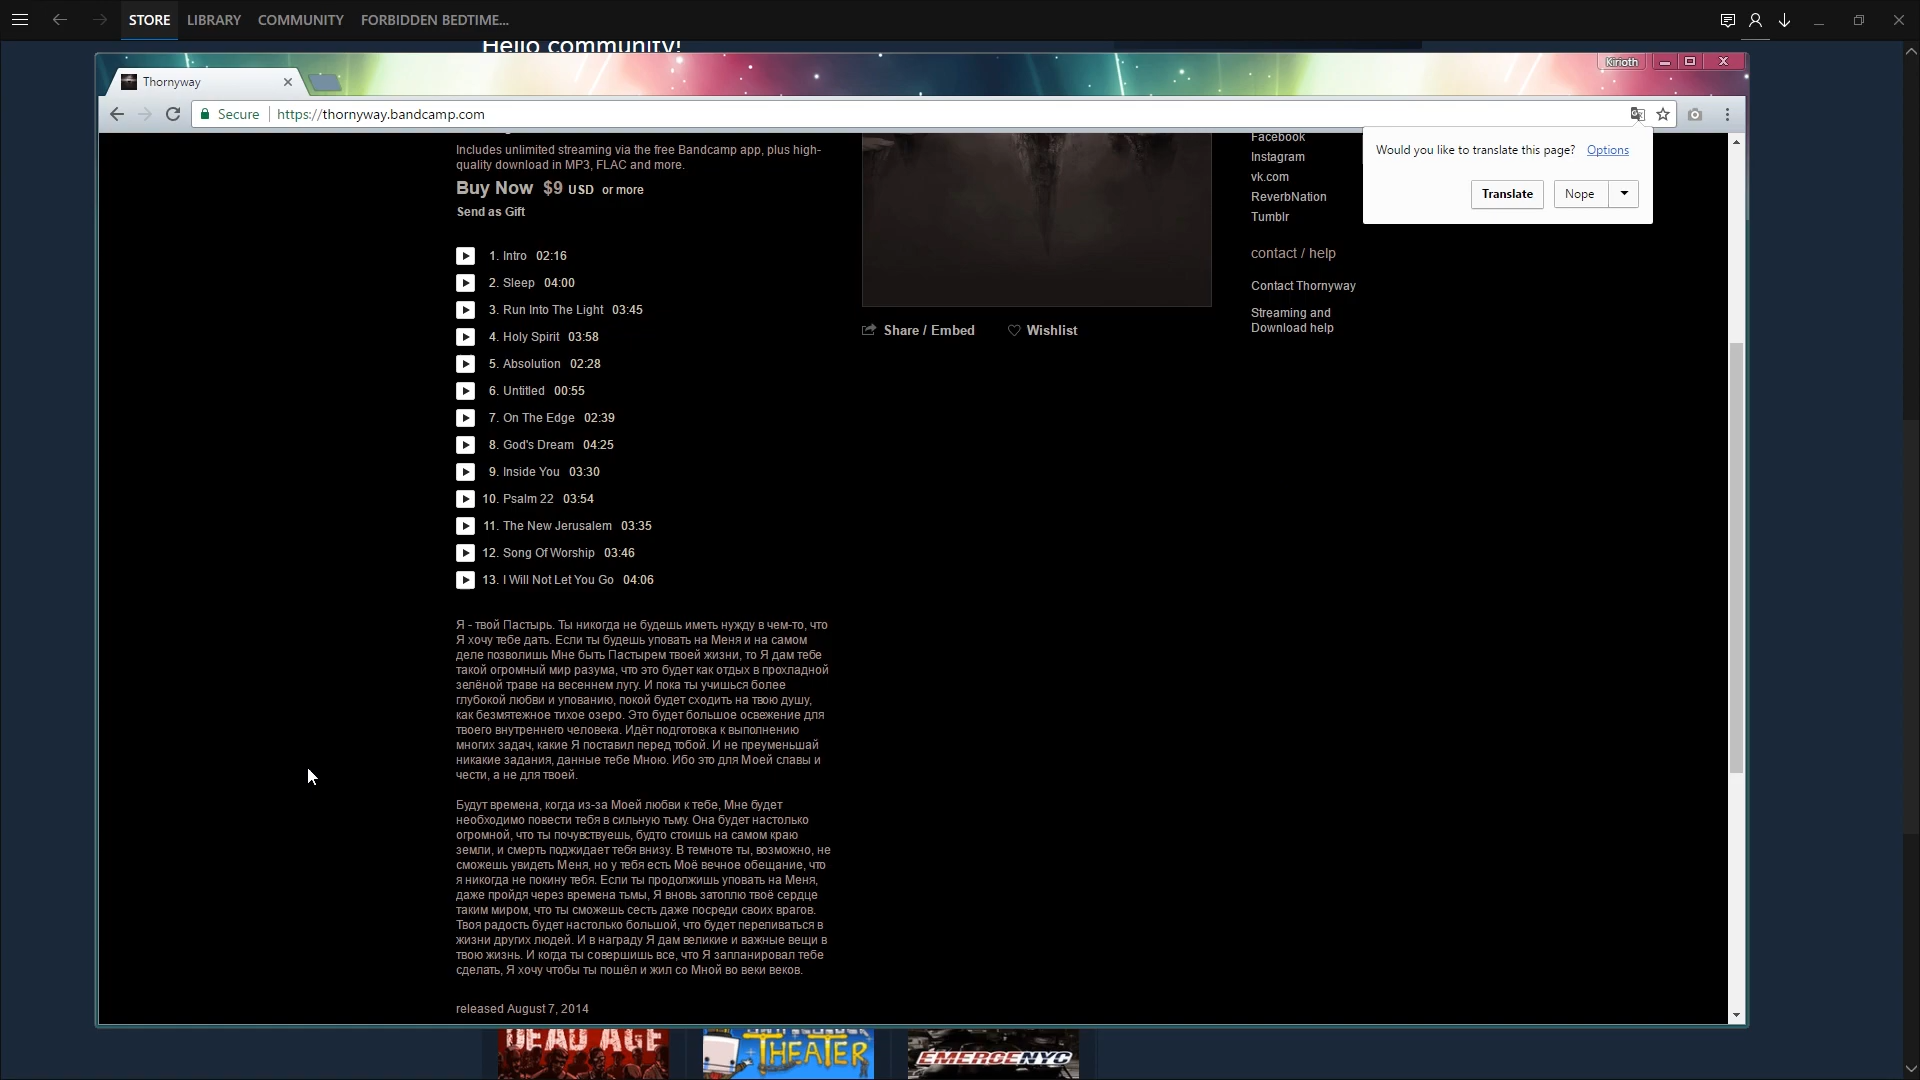 STORE LIBRARY COMMUNITY FORBIDDEN BEDTIME...
Hello community!
Kirioth
Thornyway
Secure https://thornyway.bandcamp.com
Would you like to translate this page? Options
Translate Nope
Includes unlimited streaming via the free Bandcamp app, plus high-
quality download in MP3, FLAC and more.
Buy Now $9 USD or more
Send as Gift
1. Intro 02:16
2. Sleep 04:00
3. Run Into The Light 03:45
4. Holy Spirit 03:58
5. Absolution 02:28
6. Untitled 00:55
7. On The Edge 02:39
8. God's Dream 04:25
9. Inside You 03:30
10. Psalm 22 03:54
11. The New Jerusalem 03:35
12. Song Of Worship 03:46
13. I Will Not Let You Go 04:06
Я - твой Пастырь. Ты никогда не будешь иметь нужду в чем-то, что
Я хочу тебе дать. Если ты будешь уповать на Меня и на самом
деле позволишь Мне быть Пастырем твоей жизни, то Я дам тебе
такой огромный мир разума, что это будет как отдых в прохладной
зелёной траве на весеннем лугу. И пока ты учишься более
глубокой любви и упованию, покой будет сходить на твою душу,
как безмятежное тихое озеро. Это будет большое освежение для
твоего внутреннего человека. Идёт подготовка к выполнению
многих задач, какие Я поставил перед тобой. И не преуменьшай
никакие задания, данные тебе Мною. Ибо это для Моей славы и
чести, а не для твоей.
Будут времена, когда из-за Моей любви к тебе, Мне будет
необходимо повести тебя в сильную тьму. Она будет настолько
огромной, что ты почувствуешь, будто стоишь на самом краю
земли, и смерть поджидает тебя внизу. В темноте ты, возможно, не
сможешь увидеть Меня, но у тебя есть Моё вечное обещание, что
я никогда не покину тебя. Если ты продолжишь уповать на Меня,
даже пройдя через времена тьмы, Я вновь затоплю твоё сердце
таким миром, что ты сможешь сесть даже посреди своих врагов.
Твоя радость будет настолько большой, что будет переливаться в
жизни других людей. И в награду Я дам великие и важные вещи в
твою жизнь. И когда ты совершишь все, что Я запланировал тебе
сделать, Я хочу чтобы ты пошёл и жил со Мной во веки веков.
released August 7, 2014
Share / Embed Wishlist
Facebook
Instagram
vk.com
ReverbNation
Tumblr
contact / help
Contact Thornyway
Streaming and
Download help
DEAD AGE
THEATER
EMERGENYC